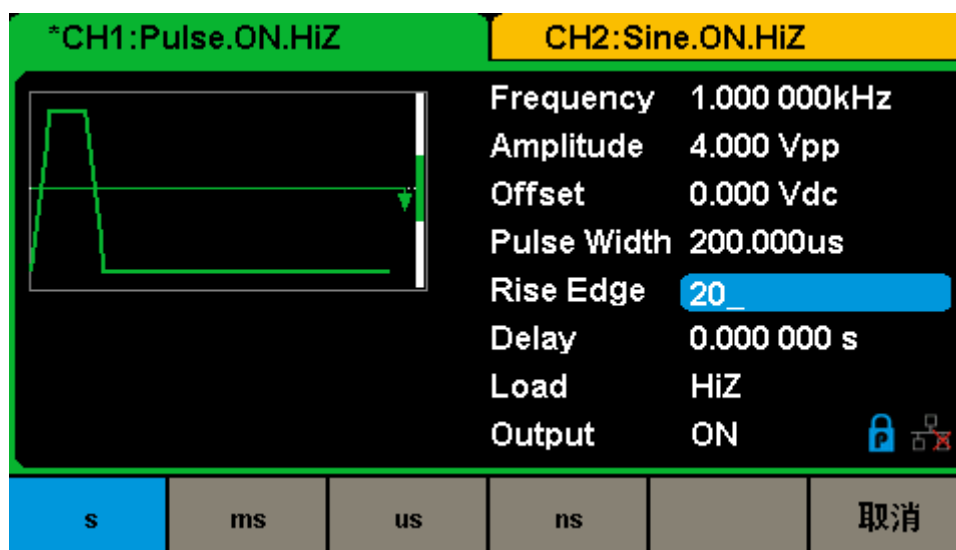 *CH1:Pulse.ON.HiZ CH2:Sine.ON.HiZ
Frequency 1.000 000kHz
Amplitude 4.000 Vpp
Offset 0.000 Vdc
Pulse Width 200.000us
Rise Edge 20_
Delay 0.000 000 s
Load HiZ
Output ON P
s ms us ns 取消